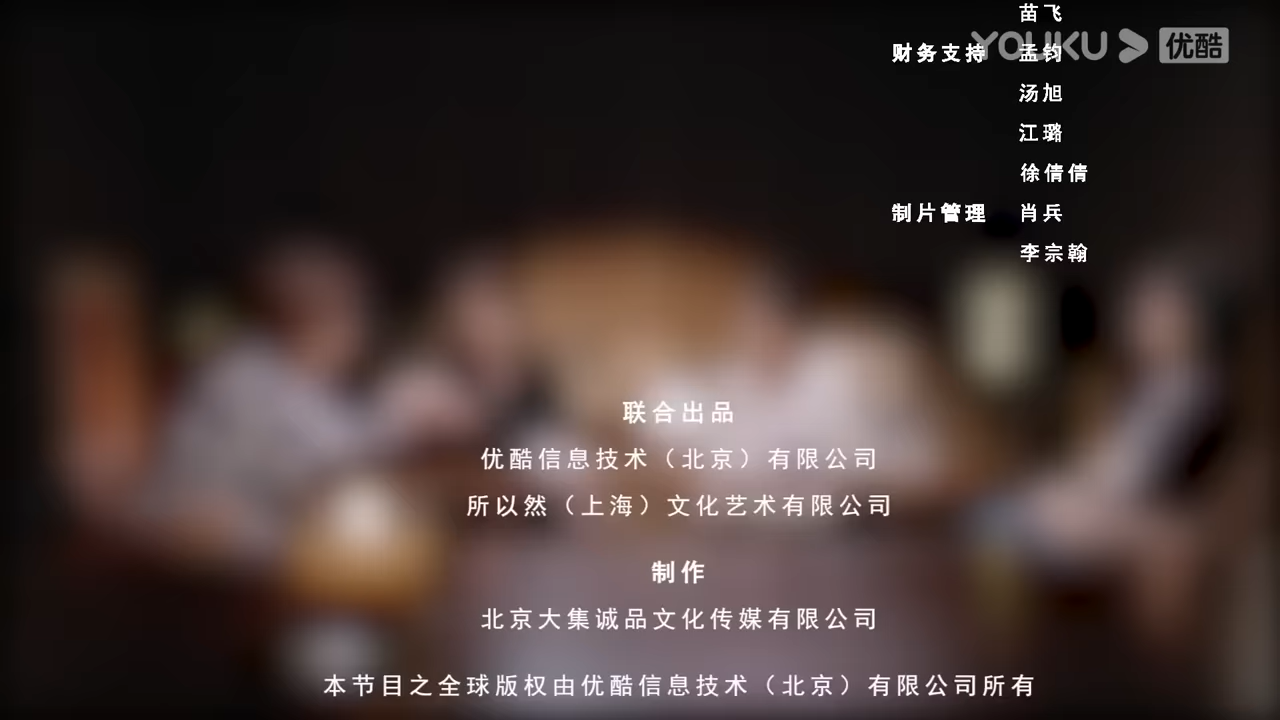 苗飞
YOUKU 优酷
财务支持 孟钧
汤旭
江璐
徐倩倩
制片管理 肖兵
李宗翰
联合出品
优酷信息技术（北京）有限公司
所以然（上海）文化艺术有限公司
制作
北京大集诚品文化传媒有限公司
本节目之全球版权由优酷信息技术（北京）有限公司所有